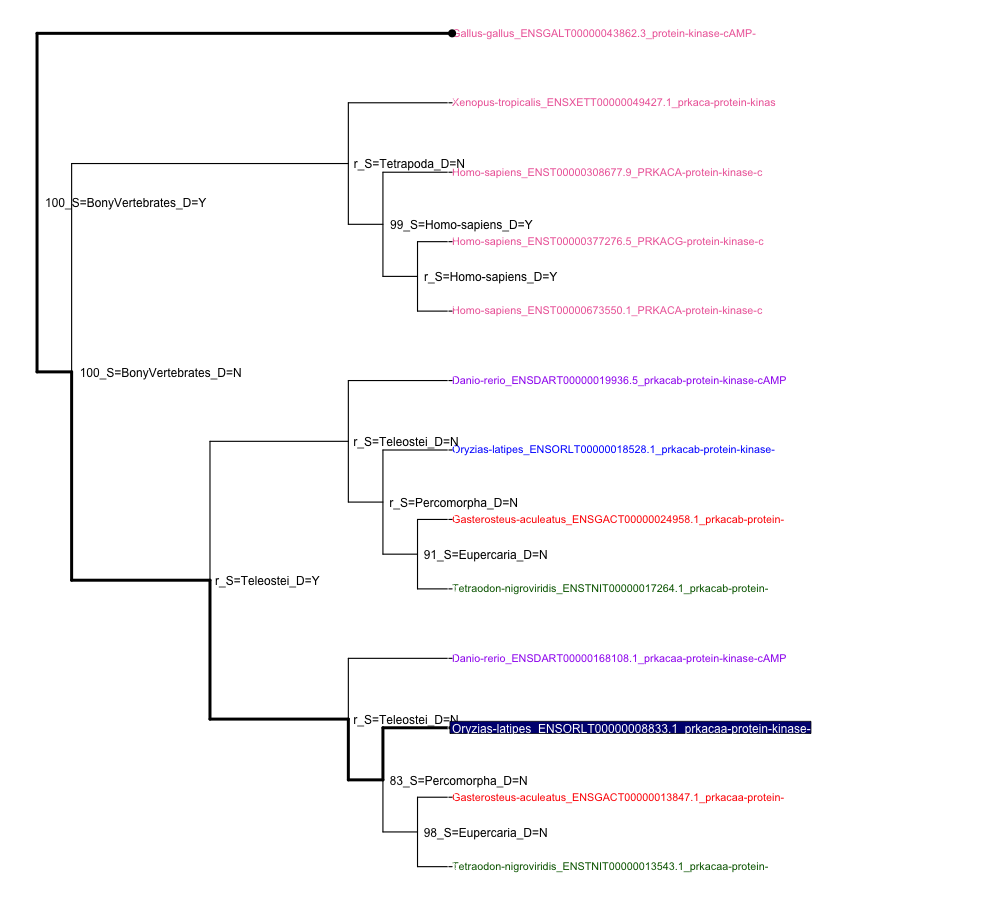 Gallus-gallus_ENSGALT00000043862.3_protein-kinase-cAMP-
Xenopus-tropicalis_ENSXETT00000049427.1_prkaca-protein-kinas
r_S=Tetrapoda_D=N
Homo-sapiens_ENST00000308677.9_PRKACA-protein-kinase-c
100_S=BonyVertebrates_D=Y
99_S=Homo-sapiens_D=Y
Homo-sapiens_ENST00000377276.5_PRKACG-protein-kinase-c
r_S=Homo-sapiens_D=Y
Homo-sapiens_ENST00000673550.1_PRKACA-protein-kinase-c
100_S=BonyVertebrates_D=N
Danio-rerio_ENSDART00000019936.5_prkacab-protein-kinase-cAMP
r_S=Teleostei_D=N
Oryzias-latipes_ENSORLT00000018528.1_prkacab-protein-kinase-
r_S=Percomorpha_D=N
Gasterosteus-aculeatus_ENSGACT00000024958.1_prkacab-protein-
91_S=Eupercaria_D=N
r_S=Teleostei_D=Y
Tetraodon-nigroviridis_ENSTNIT00000017264.1_prkacab-protein-
Danio-rerio_ENSDART00000168108.1_prkacaa-protein-kinase-cAMP
r_S=Teleostei_D=N
Oryzias-latipes_ENSORLT00000008833.1_prkacaa-protein-kinase-
83_S=Percomorpha_D=N
Gasterosteus-aculeatus_ENSGACT00000013847.1_prkacaa-protein-
98_S=Eupercaria_D=N
Tetraodon-nigroviridis_ENSTNIT00000013543.1_prkacaa-protein-